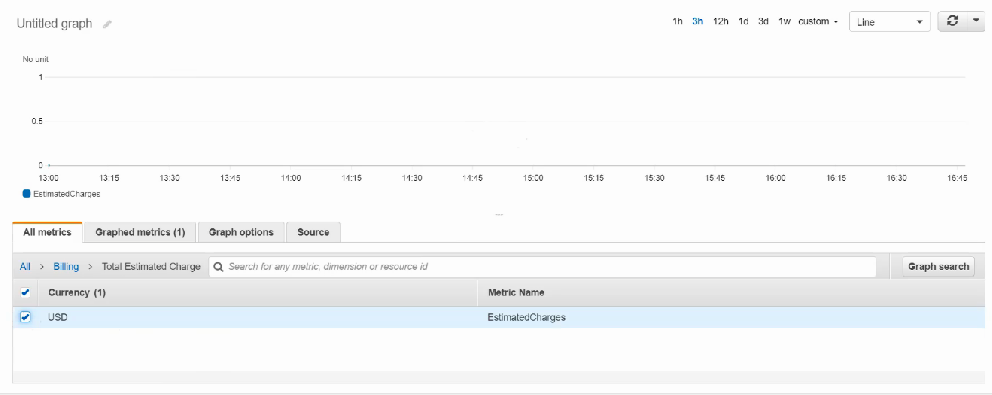 Untitled graph
1h 3h 12h 1d 3d 1w custom Line
No unit
1
0.5
0
13:00 13:15 13:30 13:45 14:00 14:15 14:30 14:45 15:00 15:15 15:30 15:45 16:00 16:15 16:30 16:45
EstimatedCharges
All metrics Graphed metrics (1) Graph options Source
All > Billing > Total Estimated Charge Search for any metric, dimension or resource id Graph search
Currency (1) Metric Name
USD EstimatedCharges